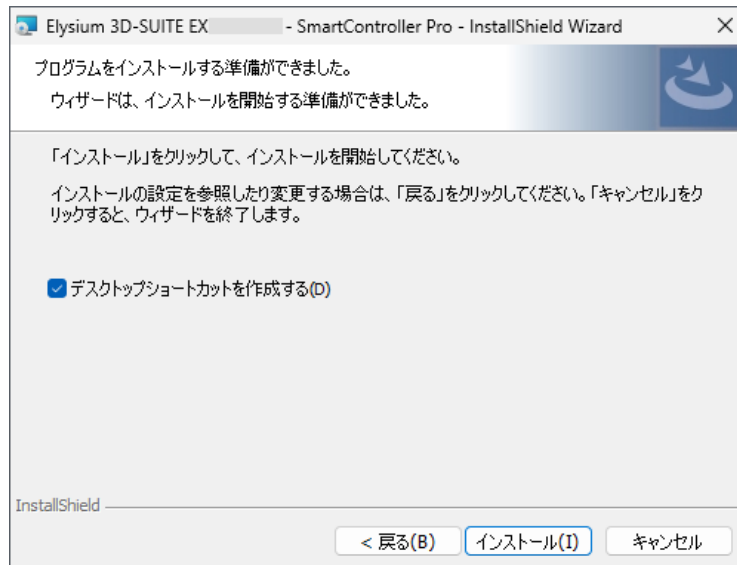 Elysium 3D-SUITE EX - SmartController Pro - InstallShield Wizard
プログラムをインストールする準備ができました。
ウィザードは、インストールを開始する準備ができました。
「インストール」をクリックして、インストールを開始してください。
インストールの設定を参照したり変更する場合は、「戻る」をクリックしてください。「キャンセル」をク
リックすると、ウィザードを終了します。
デスクトップショートカットを作成する(D)
InstallShield
< 戻る(B) インストール(I) キャンセル